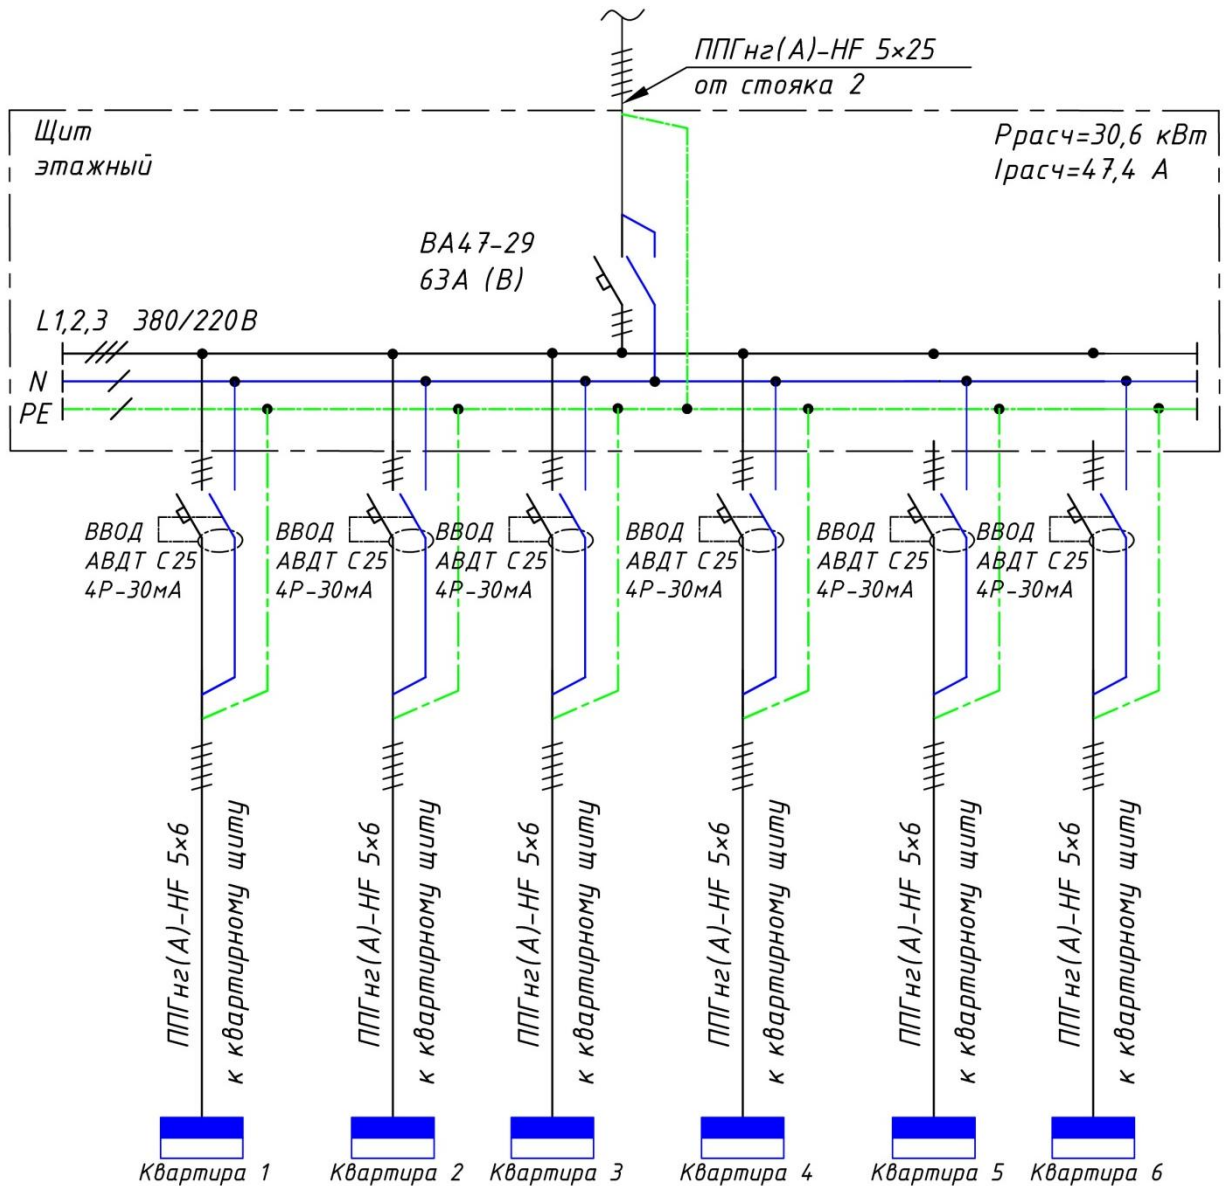 ППГнг(А)-HF 5×25
от стояка 2
Щит
этажный
Pрасч=30,6 кВт
Iрасч=47,4 А
ВА47-29
63А (В)
L1,2,3 380/220В
N
PE
ВВОД
АВДТ С25
4Р-30мА
ВВОД
АВДТ С25
4Р-30мА
ВВОД
АВДТ С25
4Р-30мА
ВВОД
АВДТ С25
4Р-30мА
ВВОД
АВДТ С25
4Р-30мА
ВВОД
АВДТ С25
4Р-30мА
ППГнг(А)-HF 5×6
к квартирному щиту
ППГнг(А)-HF 5×6
к квартирному щиту
ППГнг(А)-HF 5×6
к квартирному щиту
ППГнг(А)-HF 5×6
к квартирному щиту
ППГнг(А)-HF 5×6
к квартирному щиту
ППГнг(А)-HF 5×6
к квартирному щиту
Квартира 1
Квартира 2
Квартира 3
Квартира 4
Квартира 5
Квартира 6